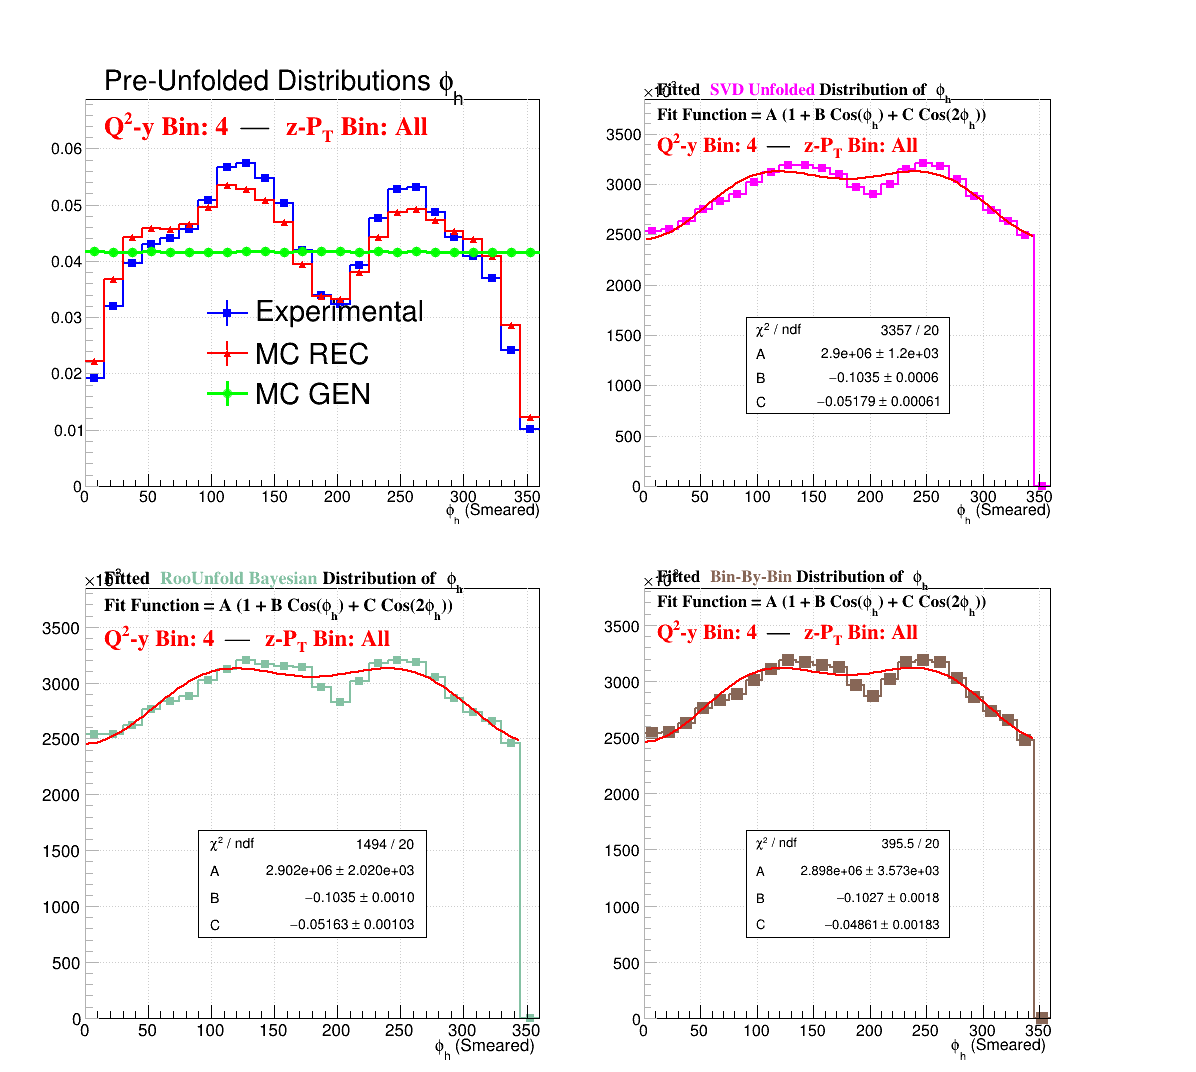 Pre-Unfolded Distributions ϕh
Q²-y Bin: 4 — z-PT Bin: All
0.06
0.05
0.04
0.03
0.02
0.01
0
Experimental
MC REC
MC GEN
0 50 100 150 200 250 300 350
ϕh (Smeared)
Fitted SVD Unfolded Distribution of ϕh
Fit Function = A (1 + B Cos(ϕh) + C Cos(2ϕh))
Q²-y Bin: 4 — z-PT Bin: All
3500
3000
2500
2000
1500
1000
500
0
χ² / ndf 3357 / 20
A 2.9e+06 ± 1.2e+03
B −0.1035 ± 0.0006
C −0.05179 ± 0.00061
0 50 100 150 200 250 300 350
ϕh (Smeared)
Fitted RooUnfold Bayesian Distribution of ϕh
Fit Function = A (1 + B Cos(ϕh) + C Cos(2ϕh))
Q²-y Bin: 4 — z-PT Bin: All
3500
3000
2500
2000
1500
1000
500
0
χ² / ndf 1494 / 20
A 2.902e+06 ± 2.020e+03
B −0.1035 ± 0.0010
C −0.05163 ± 0.00103
0 50 100 150 200 250 300 350
ϕh (Smeared)
Fitted Bin-By-Bin Distribution of ϕh
Fit Function = A (1 + B Cos(ϕh) + C Cos(2ϕh))
Q²-y Bin: 4 — z-PT Bin: All
3500
3000
2500
2000
1500
1000
500
0
χ² / ndf 395.5 / 20
A 2.898e+06 ± 3.573e+03
B −0.1027 ± 0.0018
C −0.04861 ± 0.00183
0 50 100 150 200 250 300 350
ϕh (Smeared)